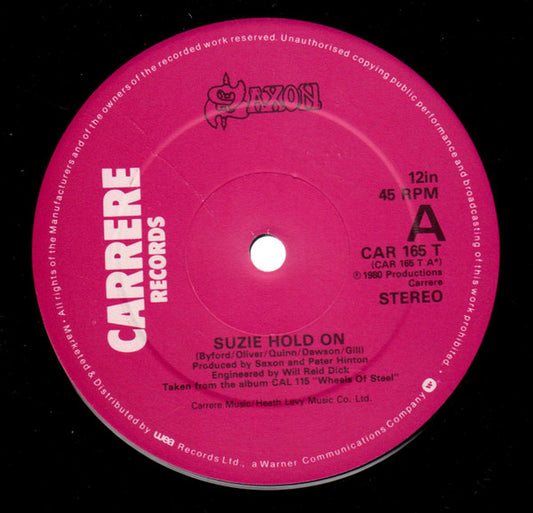 All rights of the Manufacturers and of the owners of the recorded work reserved. Unauthorised copying public performance and broadcasting of this work prohibited.
SAXON
CARRERE
RECORDS
12in
45 RPM
A
CAR 165 T
(CAR 165 T A*)
℗ 1980 Productions
Carrere
STEREO
SUZIE HOLD ON
(Byford/Oliver/Quinn/Dawson/Gill)
Produced by Saxon and Peter Hinton
Engineered by Will Reid Dick
Taken from the album CAL 115 "Wheels Of Steel"
Carrere Music/Heath Levy Music Co. Ltd.
Marketed & Distributed by wea Records Ltd., a Warner Communications Company